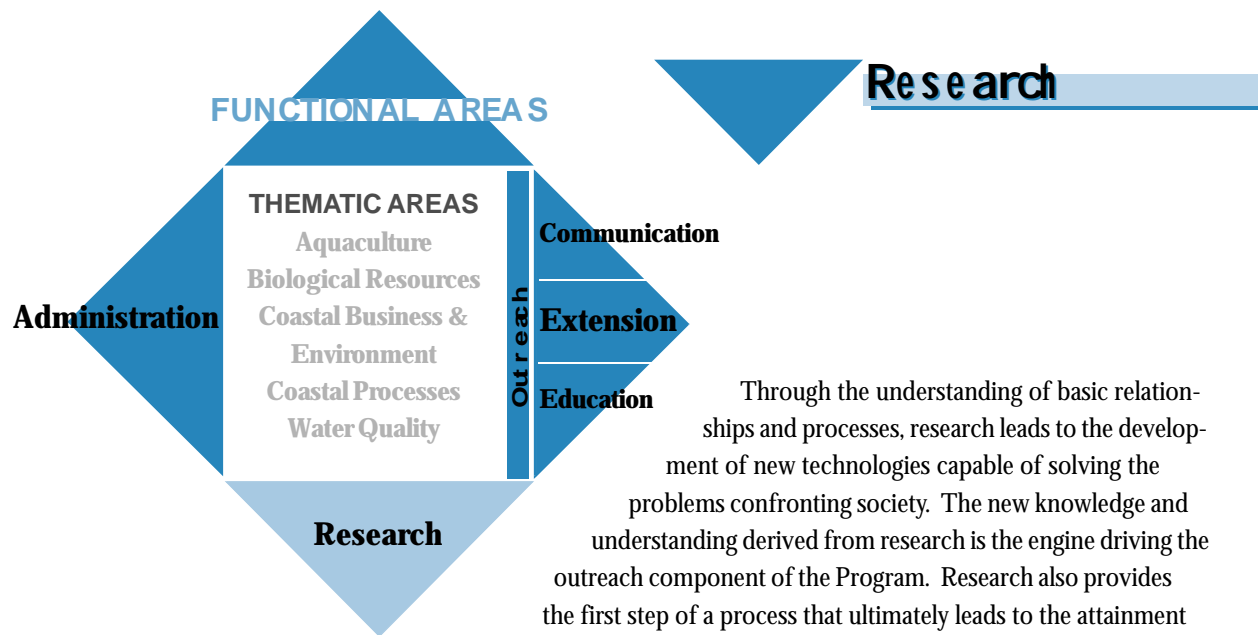 FUNCTIONAL AREAS
THEMATIC AREAS
Aquaculture
Biological Resources
Coastal Business &
Environment
Coastal Processes
Water Quality
Administration
Outreach
Communication
Extension
Education
Research
Research
Through the understanding of basic relation-
ships and processes, research leads to the develop-
ment of new technologies capable of solving the
problems confronting society. The new knowledge and
understanding derived from research is the engine driving the
outreach component of the Program. Research also provides
the first step of a process that ultimately leads to the attainment